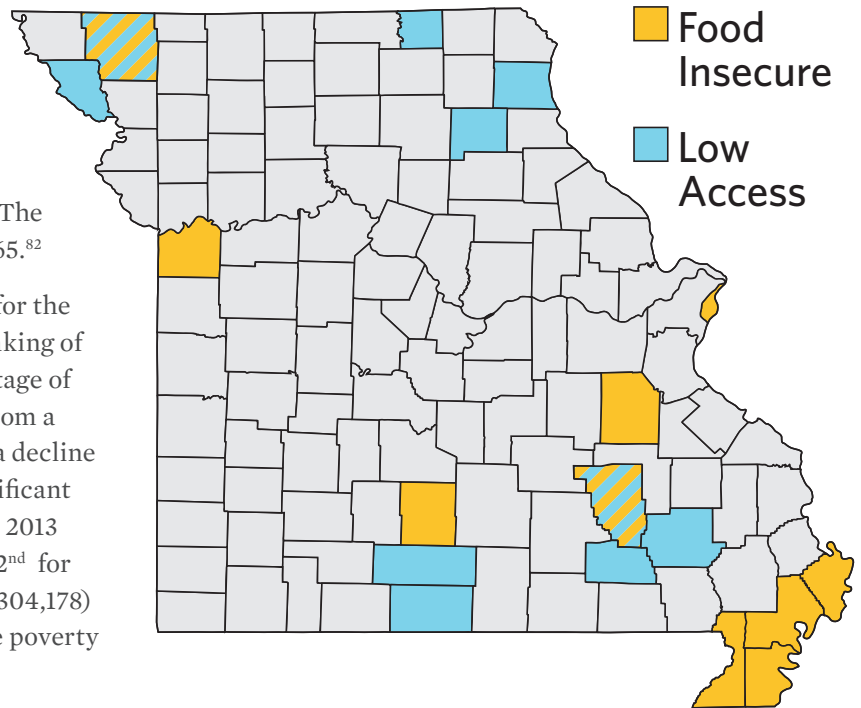 Food
Insecure
Low
Access
The
65.82
for the
king of
tage of
om a
a decline
ificant
2013
2nd for
304,178)
e poverty